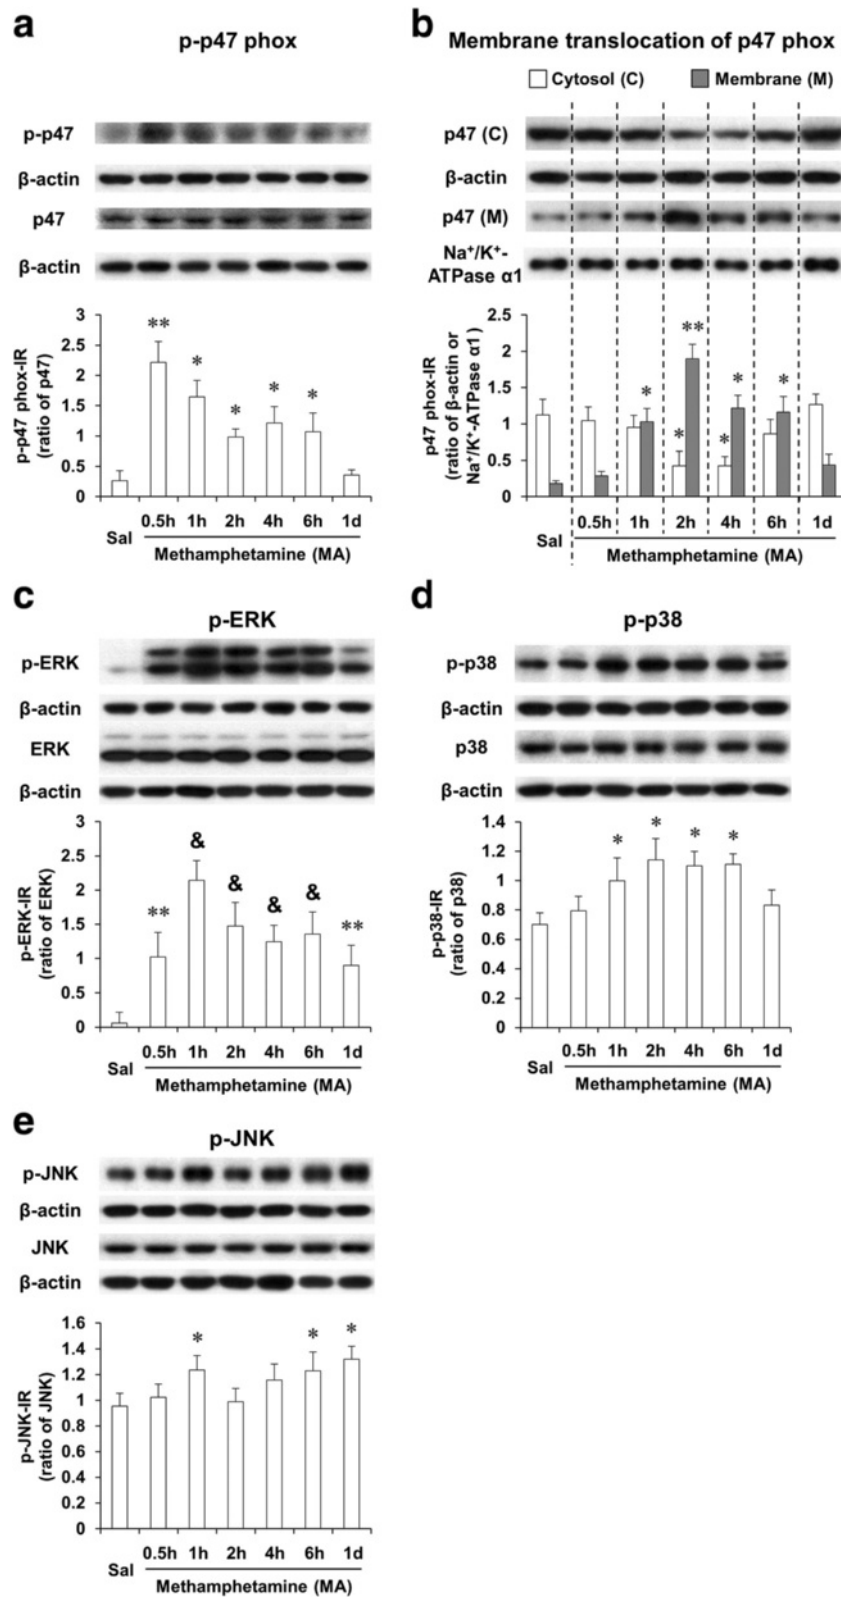 a
p-p47 phox
p-p47
β-actin
p47
β-actin
p-p47 phox-IR
(ratio of p47)
3
2.5
2
1.5
1
0.5
0
**
*
*
*
*
Sal
0.5h 1h 2h 4h 6h 1d
Methamphetamine (MA)
b
Membrane translocation of p47 phox
Cytosol (C) Membrane (M)
p47 (C)
β-actin
p47 (M)
Na⁺/K⁺-
ATPase α1
p47 phox-IR
(ratio of β-actin or
Na⁺/K⁺-ATPase α1)
2.5
2
1.5
1
0.5
0
*
*
**
*
*
*
Sal
0.5h 1h 2h 4h 6h 1d
Methamphetamine (MA)
c
p-ERK
p-ERK
β-actin
ERK
β-actin
p-ERK-IR
(ratio of ERK)
3
2.5
2
1.5
1
0.5
0
**
&
&
&
&
**
Sal
0.5h 1h 2h 4h 6h 1d
Methamphetamine (MA)
d
p-p38
p-p38
β-actin
p38
β-actin
p-p38-IR
(ratio of p38)
1.4
1.2
1
0.8
0.6
0.4
0.2
0
*
*
*
*
Sal
0.5h 1h 2h 4h 6h 1d
Methamphetamine (MA)
e
p-JNK
p-JNK
β-actin
JNK
β-actin
p-JNK-IR
(ratio of JNK)
1.6
1.4
1.2
1
0.8
0.6
0.4
0.2
0
*
*
*
Sal
0.5h 1h 2h 4h 6h 1d
Methamphetamine (MA)